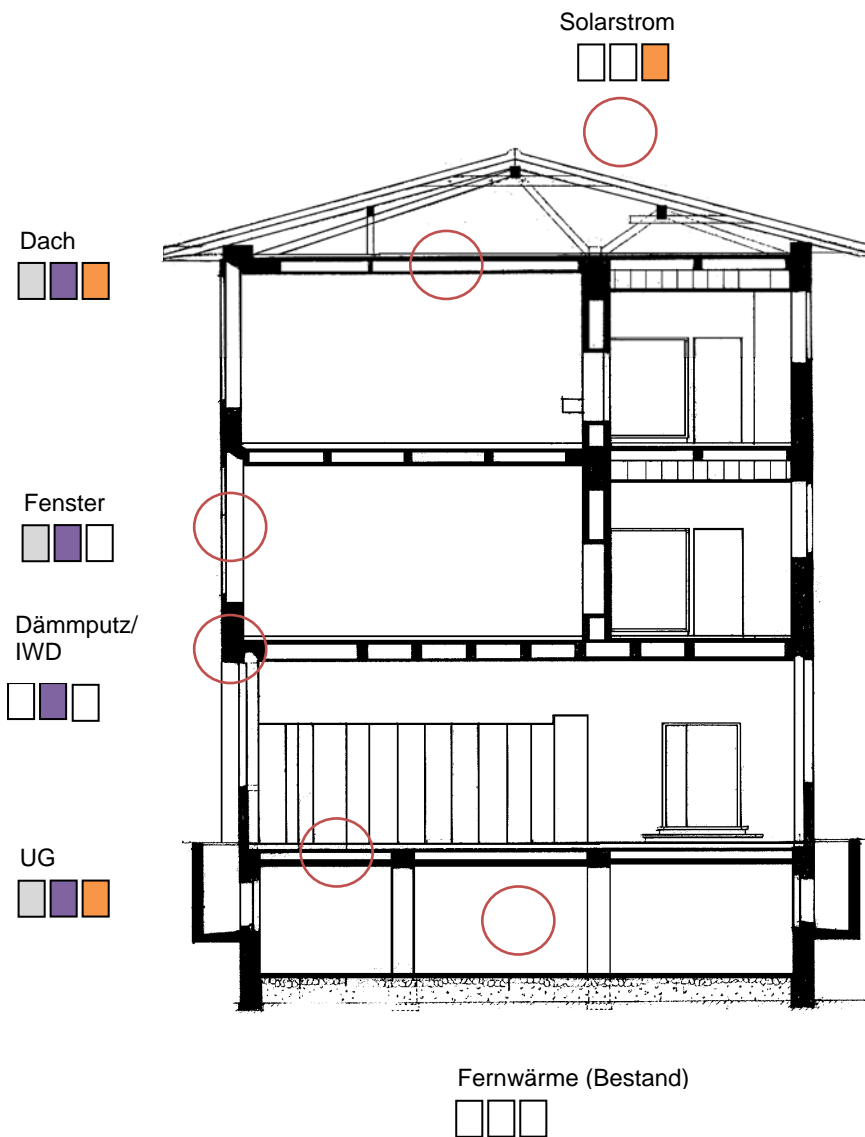 Solarstrom
Dach
Fenster
Dämmputz/
IWD
UG
Fernwärme (Bestand)